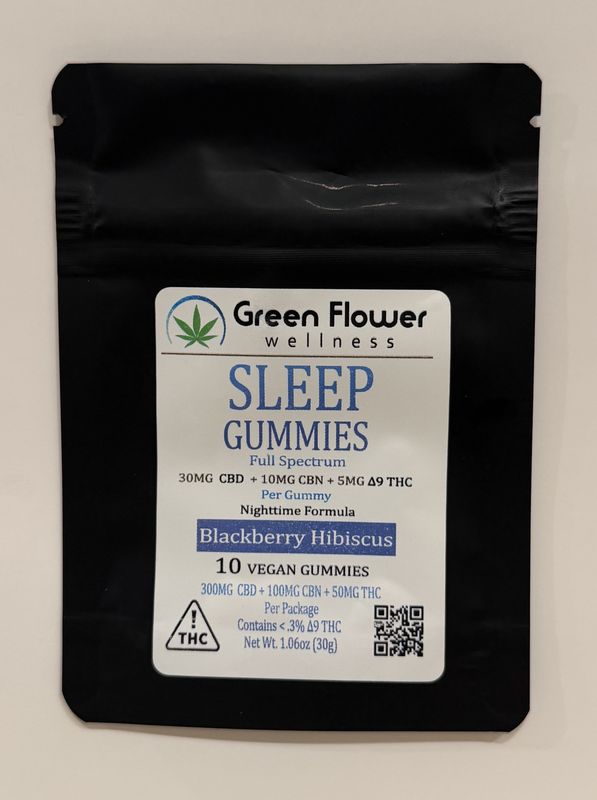 Green Flower
wellness
SLEEP
GUMMIES
Full Spectrum
30MG CBD + 10MG CBN + 5MG Δ9 THC
Per Gummy
Nighttime Formula
Blackberry Hibiscus
10 VEGAN GUMMIES
300MG CBD + 100MG CBN + 50MG THC
Per Package
Contains < .3% Δ9 THC
Net Wt. 1.06oz (30g)
!
THC